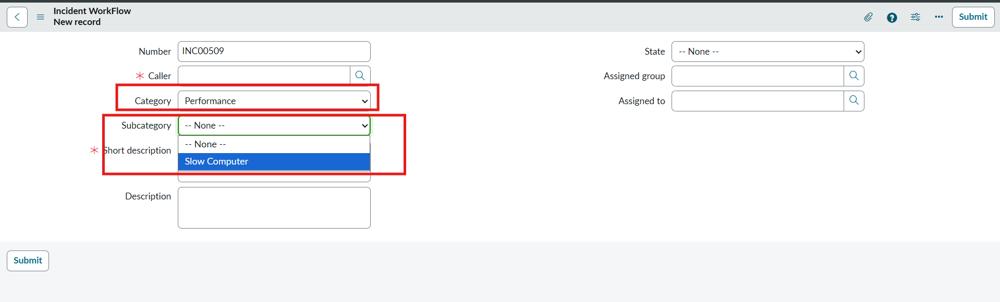 Incident WorkFlow
New record
Submit
Number
INC00509
State
-- None --
Caller
Assigned group
Category
Performance
Assigned to
Subcategory
-- None --
-- None --
Short description
Slow Computer
Description
Submit